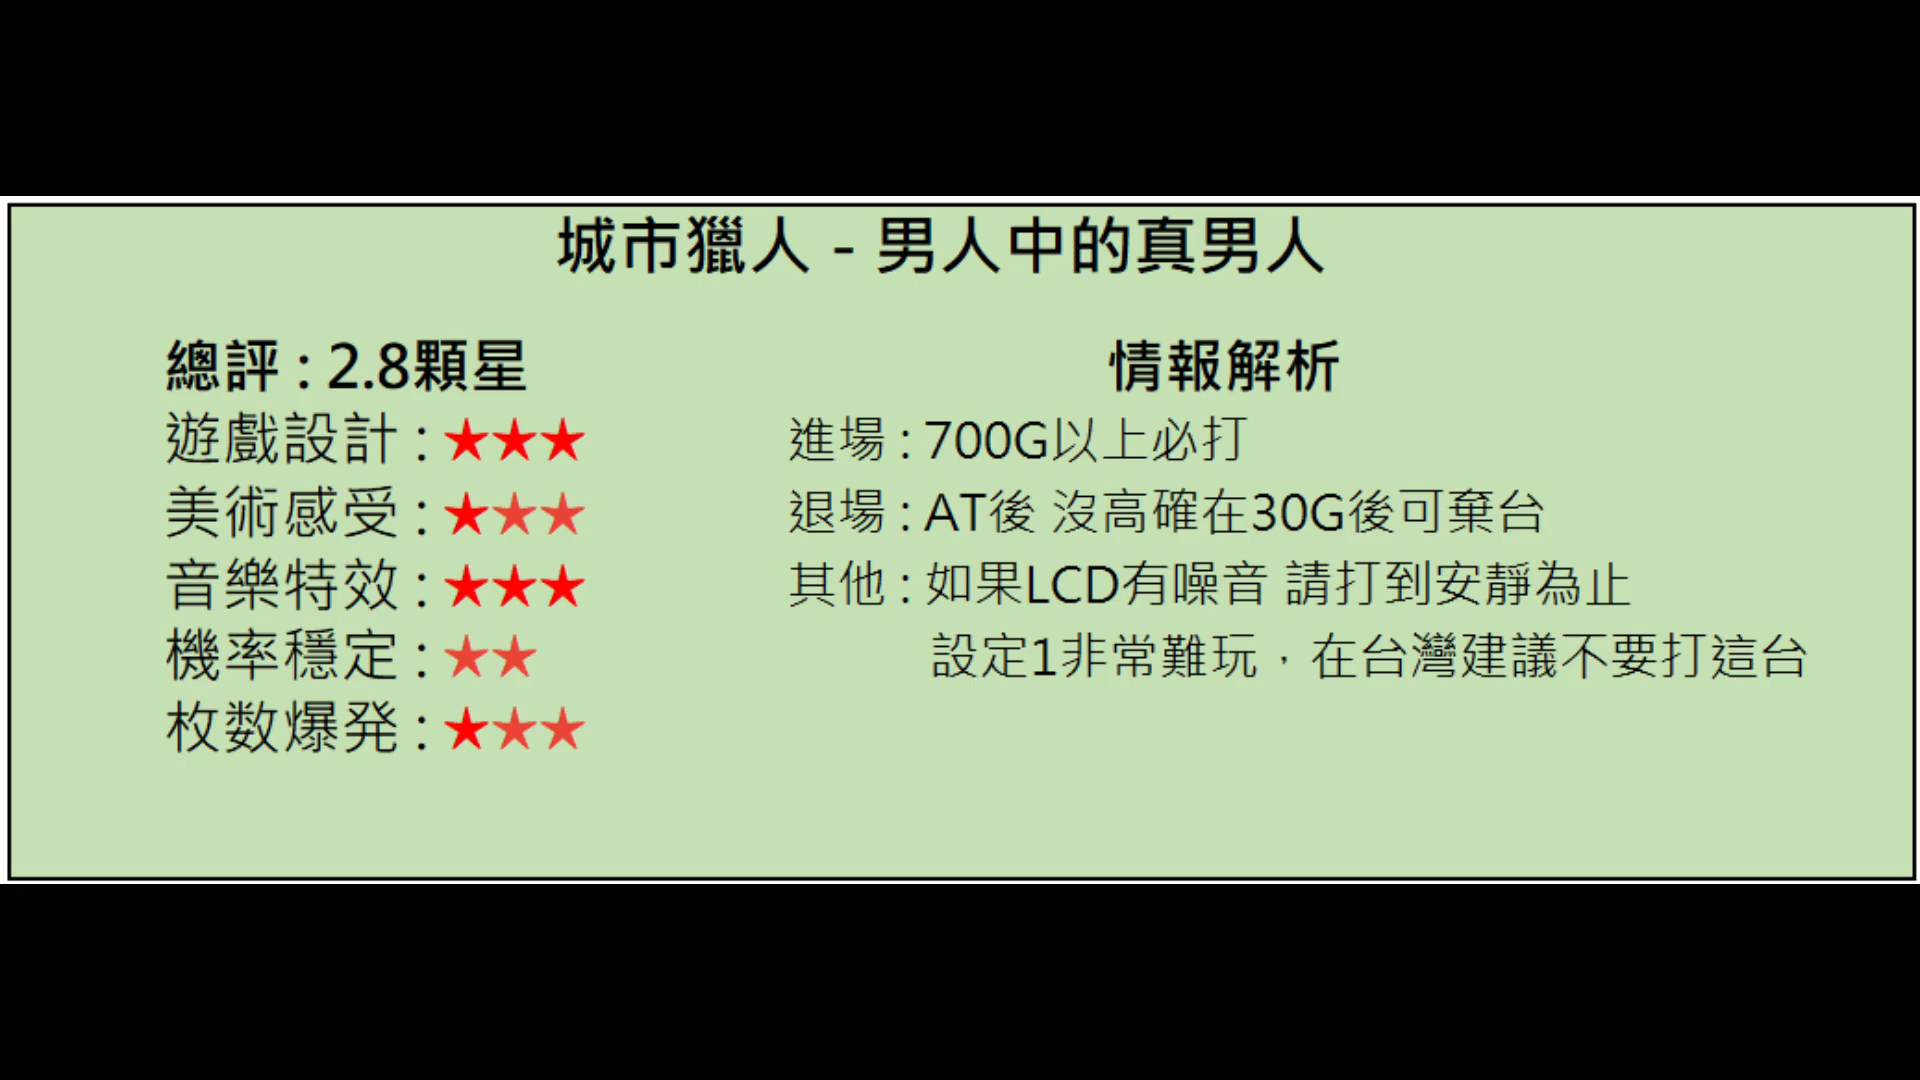 城市獵人 - 男人中的真男人
總評 : 2.8顆星
遊戲設計 : ★★★
美術感受 : ★★★
音樂特效 : ★★★
機率穩定 : ★★
枚数爆発 : ★★★
情報解析
進場 : 700G以上必打
退場 : AT後 沒高確在30G後可棄台
其他 : 如果LCD有噪音 請打到安靜為止
設定1非常難玩，在台灣建議不要打這台